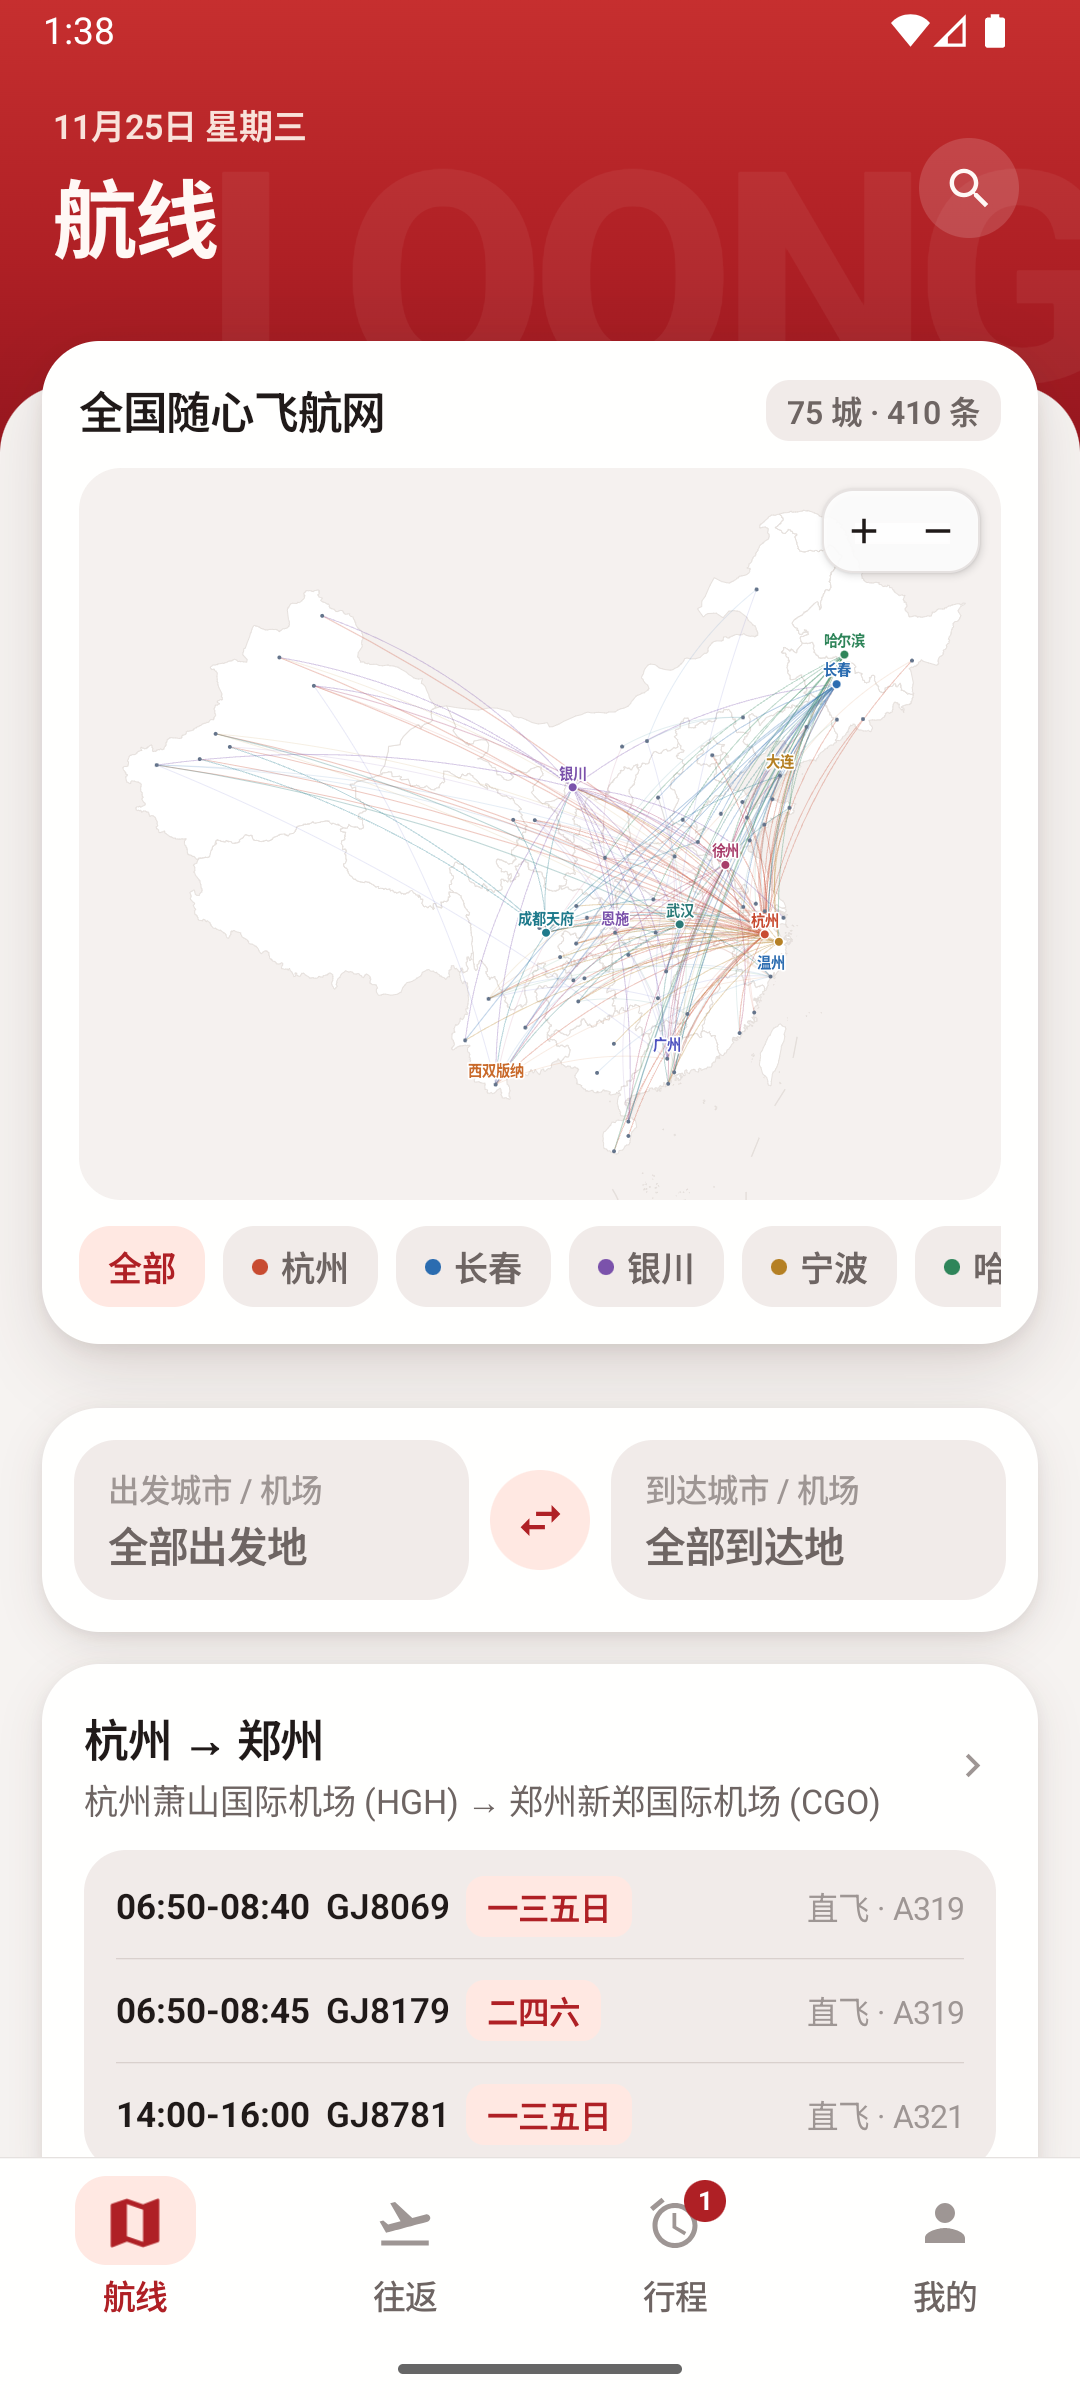 1:38
11月25日 星期三
航线
LOONG
全国随心飞航网
75 城 · 410 条
+ −
哈尔滨
长春
大连
银川
徐州
成都天府
恩施
武汉
杭州
温州
广州
西双版纳
全部 杭州 长春 银川 宁波 哈
出发城市 / 机场
全部出发地
到达城市 / 机场
全部到达地
杭州 → 郑州
杭州萧山国际机场 (HGH) → 郑州新郑国际机场 (CGO)
06:50-08:40 GJ8069 一三五日 直飞 · A319
06:50-08:45 GJ8179 二四六 直飞 · A319
14:00-16:00 GJ8781 一三五日 直飞 · A321
1
航线 往返 行程 我的